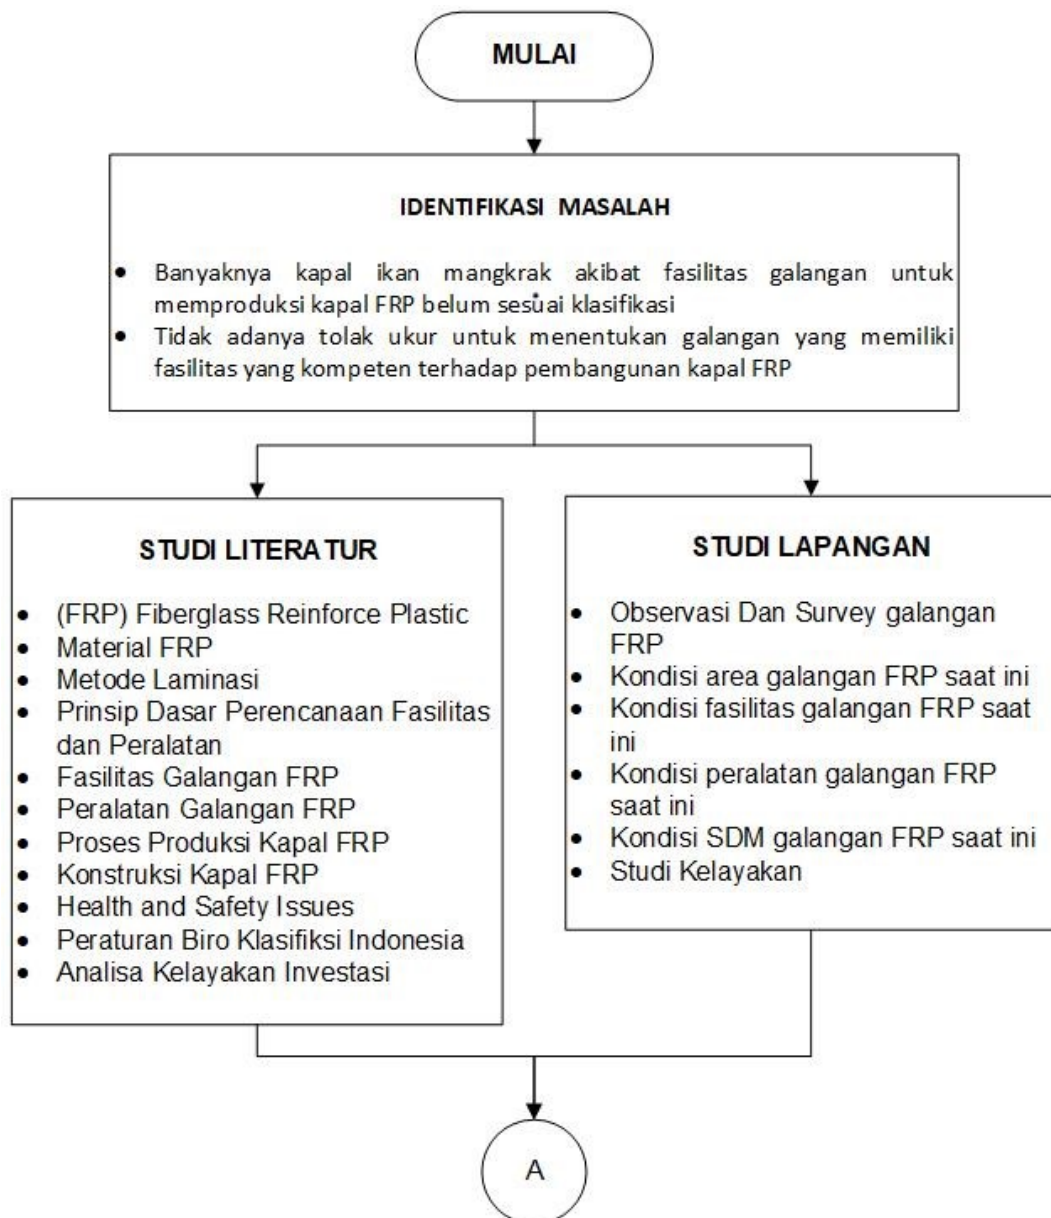 MULAI
IDENTIFIKASI MASALAH
• Banyaknya kapal ikan mangkrak akibat fasilitas galangan untuk
memproduksi kapal FRP belum sesuai klasifikasi
• Tidak adanya tolak ukur untuk menentukan galangan yang memiliki
fasilitas yang kompeten terhadap pembangunan kapal FRP
STUDI LITERATUR
• (FRP) Fiberglass Reinforce Plastic
• Material FRP
• Metode Laminasi
• Prinsip Dasar Perencanaan Fasilitas
dan Peralatan
• Fasilitas Galangan FRP
• Peralatan Galangan FRP
• Proses Produksi Kapal FRP
• Konstruksi Kapal FRP
• Health and Safety Issues
• Peraturan Biro Klasifiksi Indonesia
• Analisa Kelayakan Investasi
STUDI LAPANGAN
• Observasi Dan Survey galangan
FRP
• Kondisi area galangan FRP saat ini
• Kondisi fasilitas galangan FRP saat
ini
• Kondisi peralatan galangan FRP
saat ini
• Kondisi SDM galangan FRP saat ini
• Studi Kelayakan
A